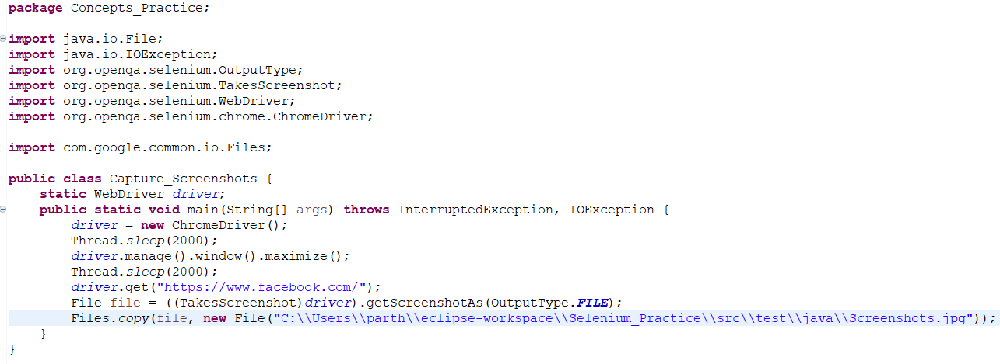 package Concepts_Practice;
import java.io.File;
import java.io.IOException;
import org.openqa.selenium.OutputType;
import org.openqa.selenium.TakesScreenshot;
import org.openqa.selenium.WebDriver;
import org.openqa.selenium.chrome.ChromeDriver;
import com.google.common.io.Files;
public class Capture_Screenshots {
    static WebDriver driver;
    public static void main(String[] args) throws InterruptedException, IOException {
        driver = new ChromeDriver();
        Thread.sleep(2000);
        driver.manage().window().maximize();
        Thread.sleep(2000);
        driver.get("https://www.facebook.com/");
        File file = ((TakesScreenshot)driver).getScreenshotAs(OutputType.FILE);
        Files.copy(file, new File("C:\\Users\\parth\\eclipse-workspace\\Selenium_Practice\\src\\test\\java\\Screenshots.jpg"));
    }
}